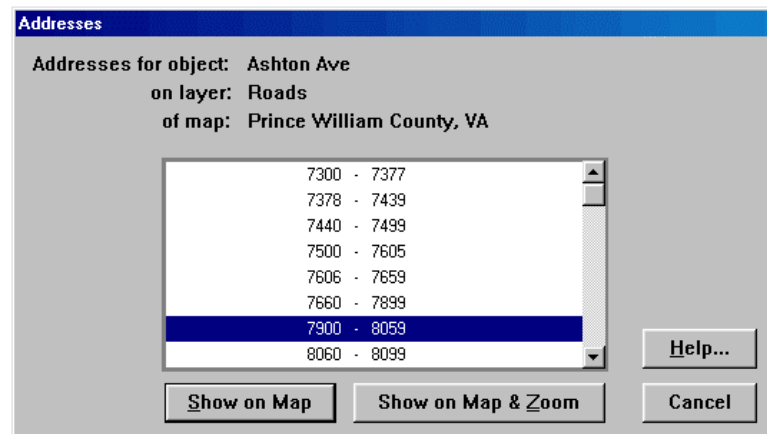 Addresses
Addresses for object: Ashton Ave
on layer: Roads
of map: Prince William County, VA
7300 - 7377
7378 - 7439
7440 - 7499
7500 - 7605
7606 - 7659
7660 - 7899
7900 - 8059
8060 - 8099
Help...
Show on Map Show on Map & Zoom Cancel